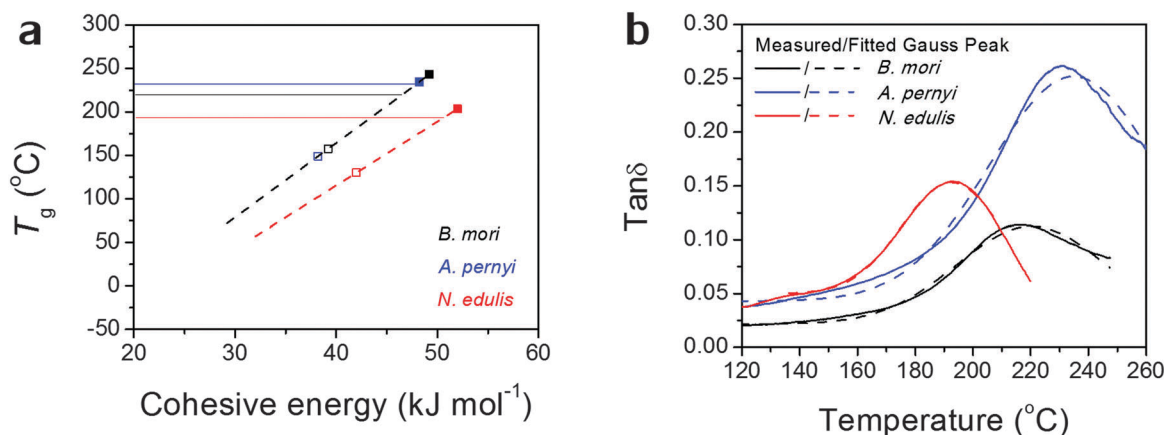 a
300
250
200
150
100
50
0
-50
20 30 40 50 60
Tg (°C)
Cohesive energy (kJ mol⁻¹)
B. mori
A. pernyi
N. edulis
b
0.30
0.25
0.20
0.15
0.10
0.05
0.00
120 140 160 180 200 220 240 260
Tanδ
Temperature (°C)
Measured/Fitted Gauss Peak
/ B. mori
/ A. pernyi
/ N. edulis